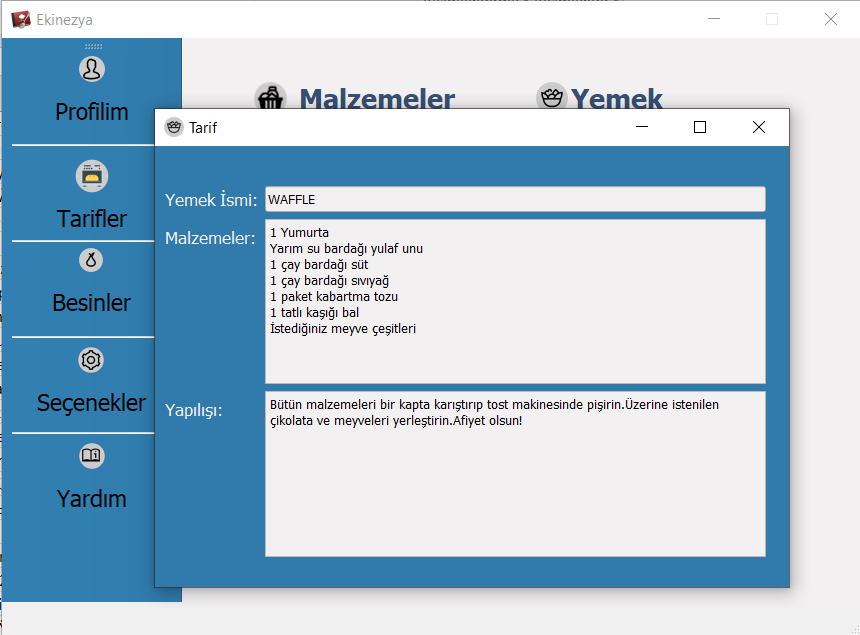 Ekinezya
Profilim
Tarifler
Besinler
Seçenekler
Yardım
Malzemeler
Yemek
Tarif
Yemek İsmi:
WAFFLE
Malzemeler:
1 Yumurta
Yarım su bardağı yulaf unu
1 çay bardağı süt
1 çay bardağı sıvıyağ
1 paket kabartma tozu
1 tatlı kaşığı bal
İstediğiniz meyve çeşitleri
Yapılışı:
Bütün malzemeleri bir kapta karıştırıp tost makinesinde pişirin.Üzerine istenilen
çikolata ve meyveleri yerleştirin.Afiyet olsun!